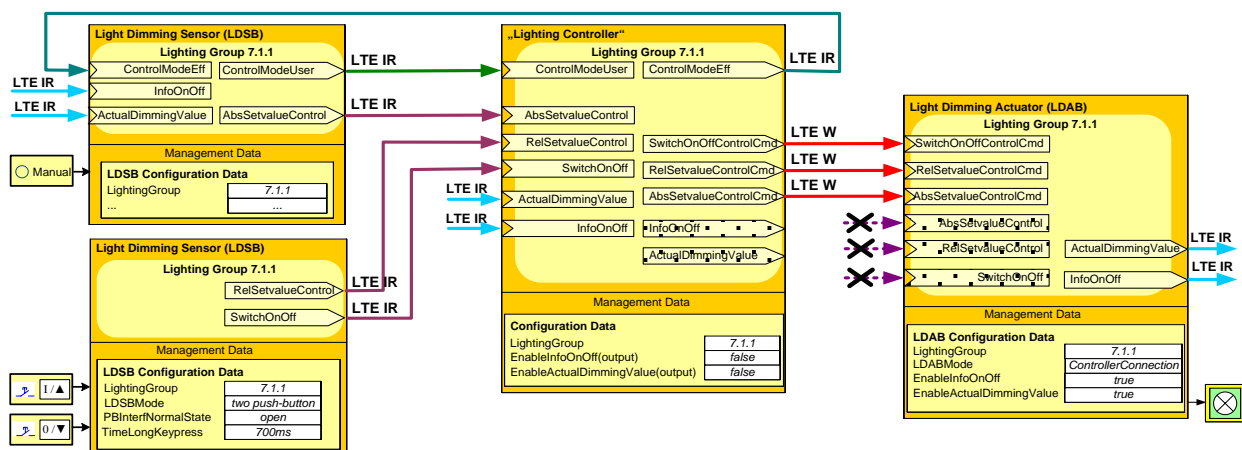 Light Dimming Sensor (LDSB)
Lighting Group 7.1.1
ControlModeEff
ControlModeUser
InfoOnOff
ActualDimmingValue
AbsSetvalueControl
Management Data
LDSB Configuration Data
LightingGroup
7.1.1
...
...
LTE IR
LTE IR
Manual
LTE IR
LTE IR
Light Dimming Sensor (LDSB)
Lighting Group 7.1.1
RelSetvalueControl
SwitchOnOff
LTE IR
LTE IR
Management Data
LDSB Configuration Data
LightingGroup
7.1.1
LDSBMode
two push-button
PBInterfNormalState
open
TimeLongKeypress
700ms
I /▲
0 /▼
„Lighting Controller“
Lighting Group 7.1.1
ControlModeUser
ControlModeEff
AbsSetvalueControl
RelSetvalueControl
SwitchOnOffControlCmd
SwitchOnOff
RelSetvalueControlCmd
ActualDimmingValue
AbsSetvalueControlCmd
InfoOnOff
InfoOnOff
ActualDimmingValue
LTE IR
LTE IR
Management Data
Configuration Data
LightingGroup
7.1.1
EnableInfoOnOff(output)
false
EnableActualDimmingValue(output)
false
LTE IR
LTE W
LTE W
LTE W
Light Dimming Actuator (LDAB)
Lighting Group 7.1.1
SwitchOnOffControlCmd
RelSetvalueControlCmd
AbsSetvalueControlCmd
AbsSetvalueControl
RelSetvalueControl
ActualDimmingValue
SwitchOnOff
InfoOnOff
LTE IR
LTE IR
Management Data
LDAB Configuration Data
LightingGroup
7.1.1
LDABMode
ControllerConnection
EnableInfoOnOff
true
EnableActualDimmingValue
true